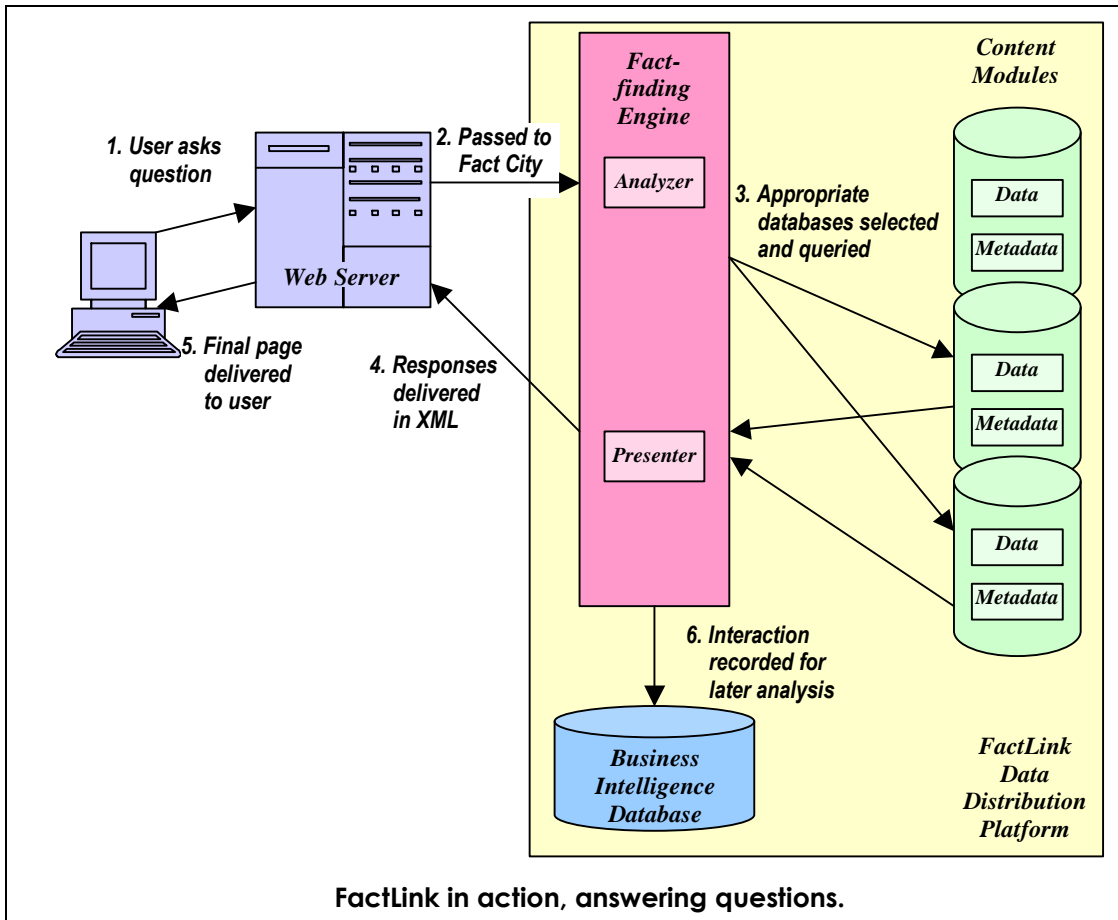 Fact-
finding
Engine
Content
Modules
1. User asks
question
2. Passed to
Fact City
Analyzer
3. Appropriate
databases selected
and queried
Data
Metadata
Web Server
Data
Metadata
5. Final page
delivered
to user
4. Responses
delivered
in XML
Presenter
Data
Metadata
6. Interaction
recorded for
later analysis
Business
Intelligence
Database
FactLink
Data
Distribution
Platform
FactLink in action, answering questions.